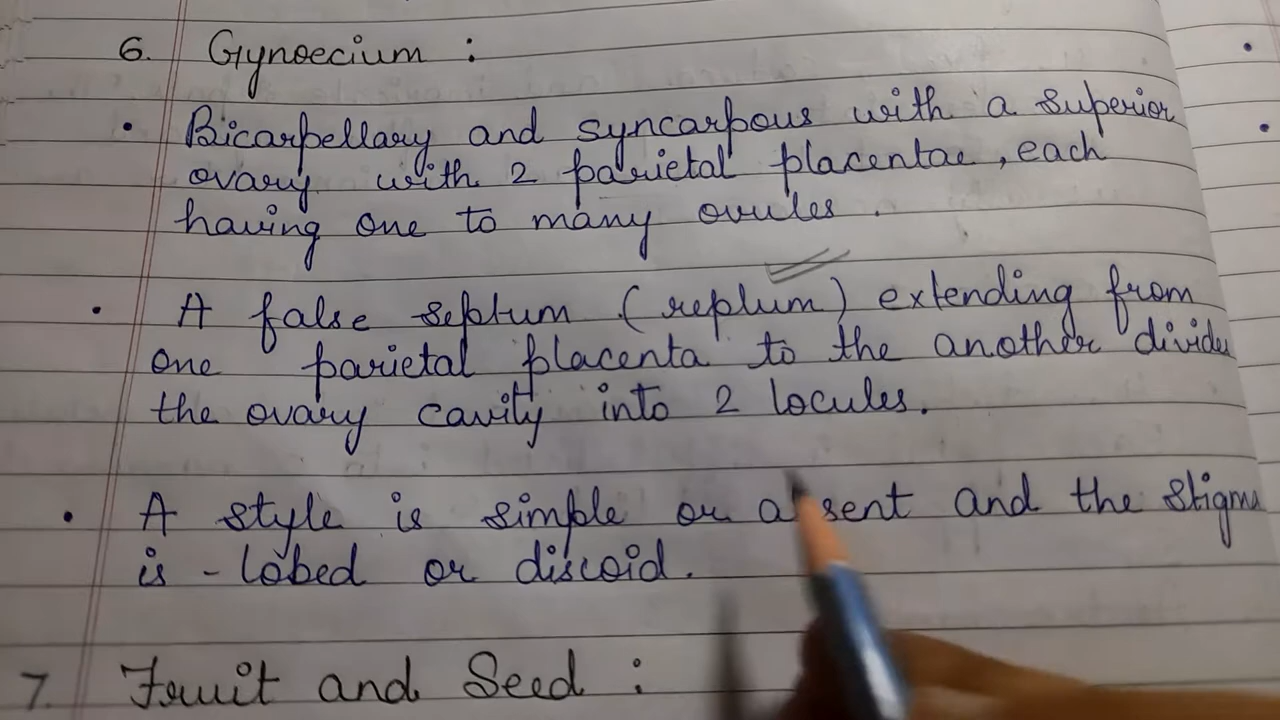 6. Gynoecium :
• Bicarpellary and syncarpous with a superior
ovary with 2 parietal placentae, each
having one to many ovules.
• A false septum (replum) extending from
one parietal placenta to the another divides
the ovary cavity into 2 locules.
• A style is simple or absent and the stigma
is - lobed or discoid.
7. Fruit and Seed :